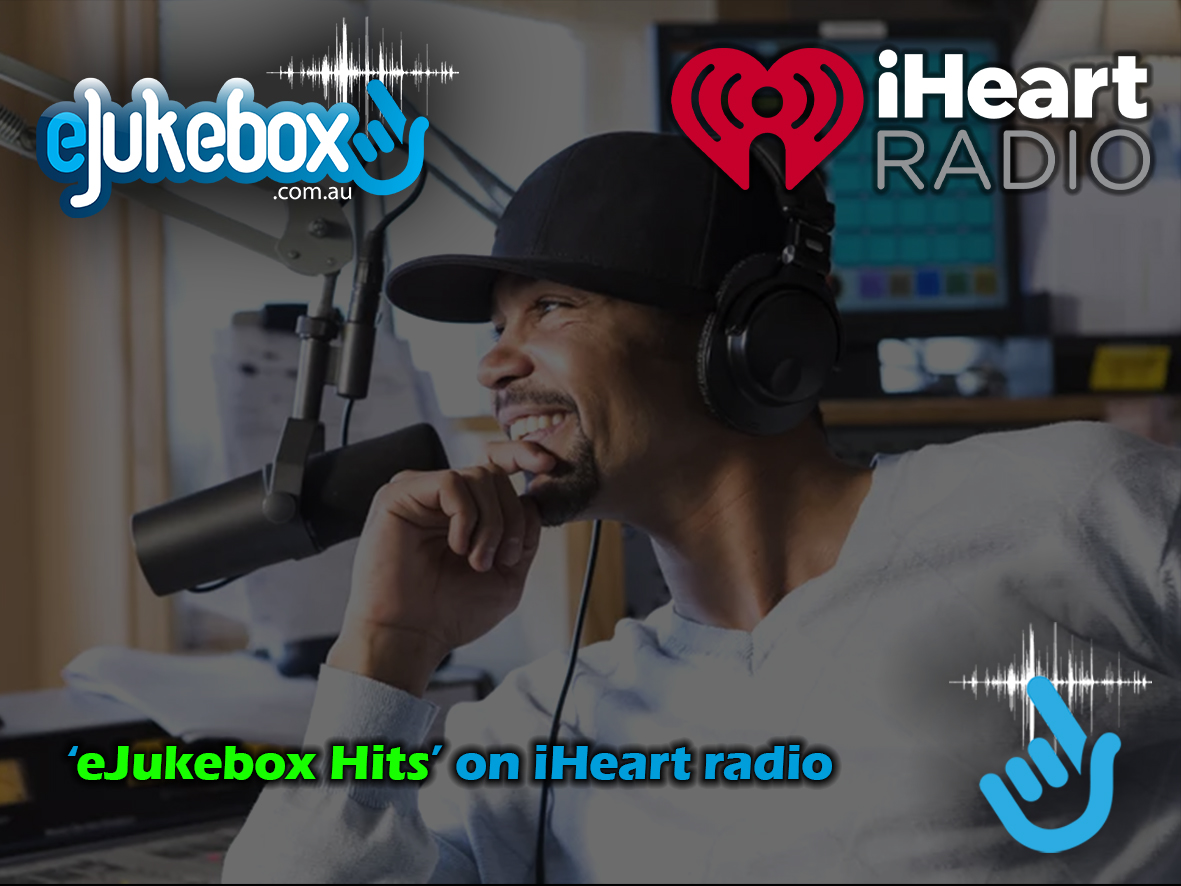 eJukebox
.com.au
iHeart
RADIO
‘eJukebox Hits’ on iHeart radio